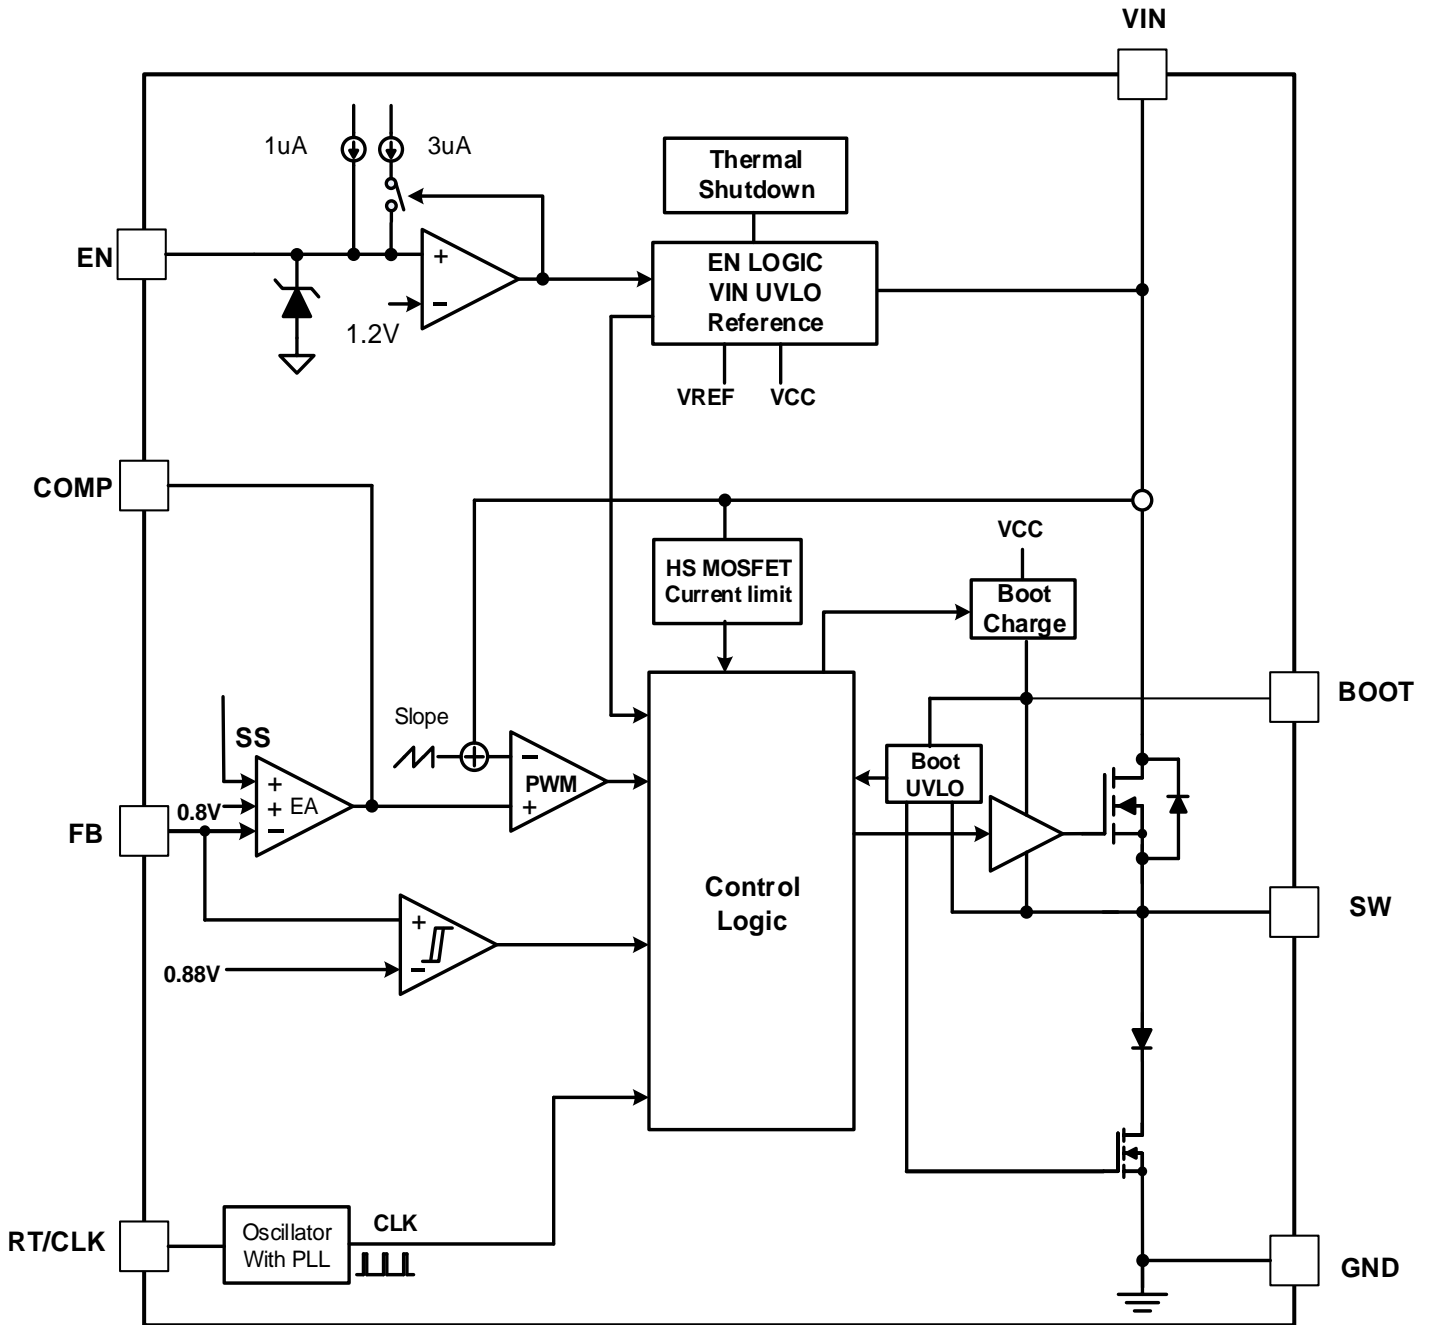 VIN
1uA
3uA
Thermal
Shutdown
EN
+
−
1.2V
EN LOGIC
VIN UVLO
Reference
VREF
VCC
COMP
HS MOSFET
Current limit
VCC
Boot
Charge
BOOT
Slope
SS
+
−
PWM
+
Boot
UVLO
FB
0.8V
+
+
EA
−
Control
Logic
SW
+
−
0.88V
RT/CLK
Oscillator
With PLL
CLK
GND